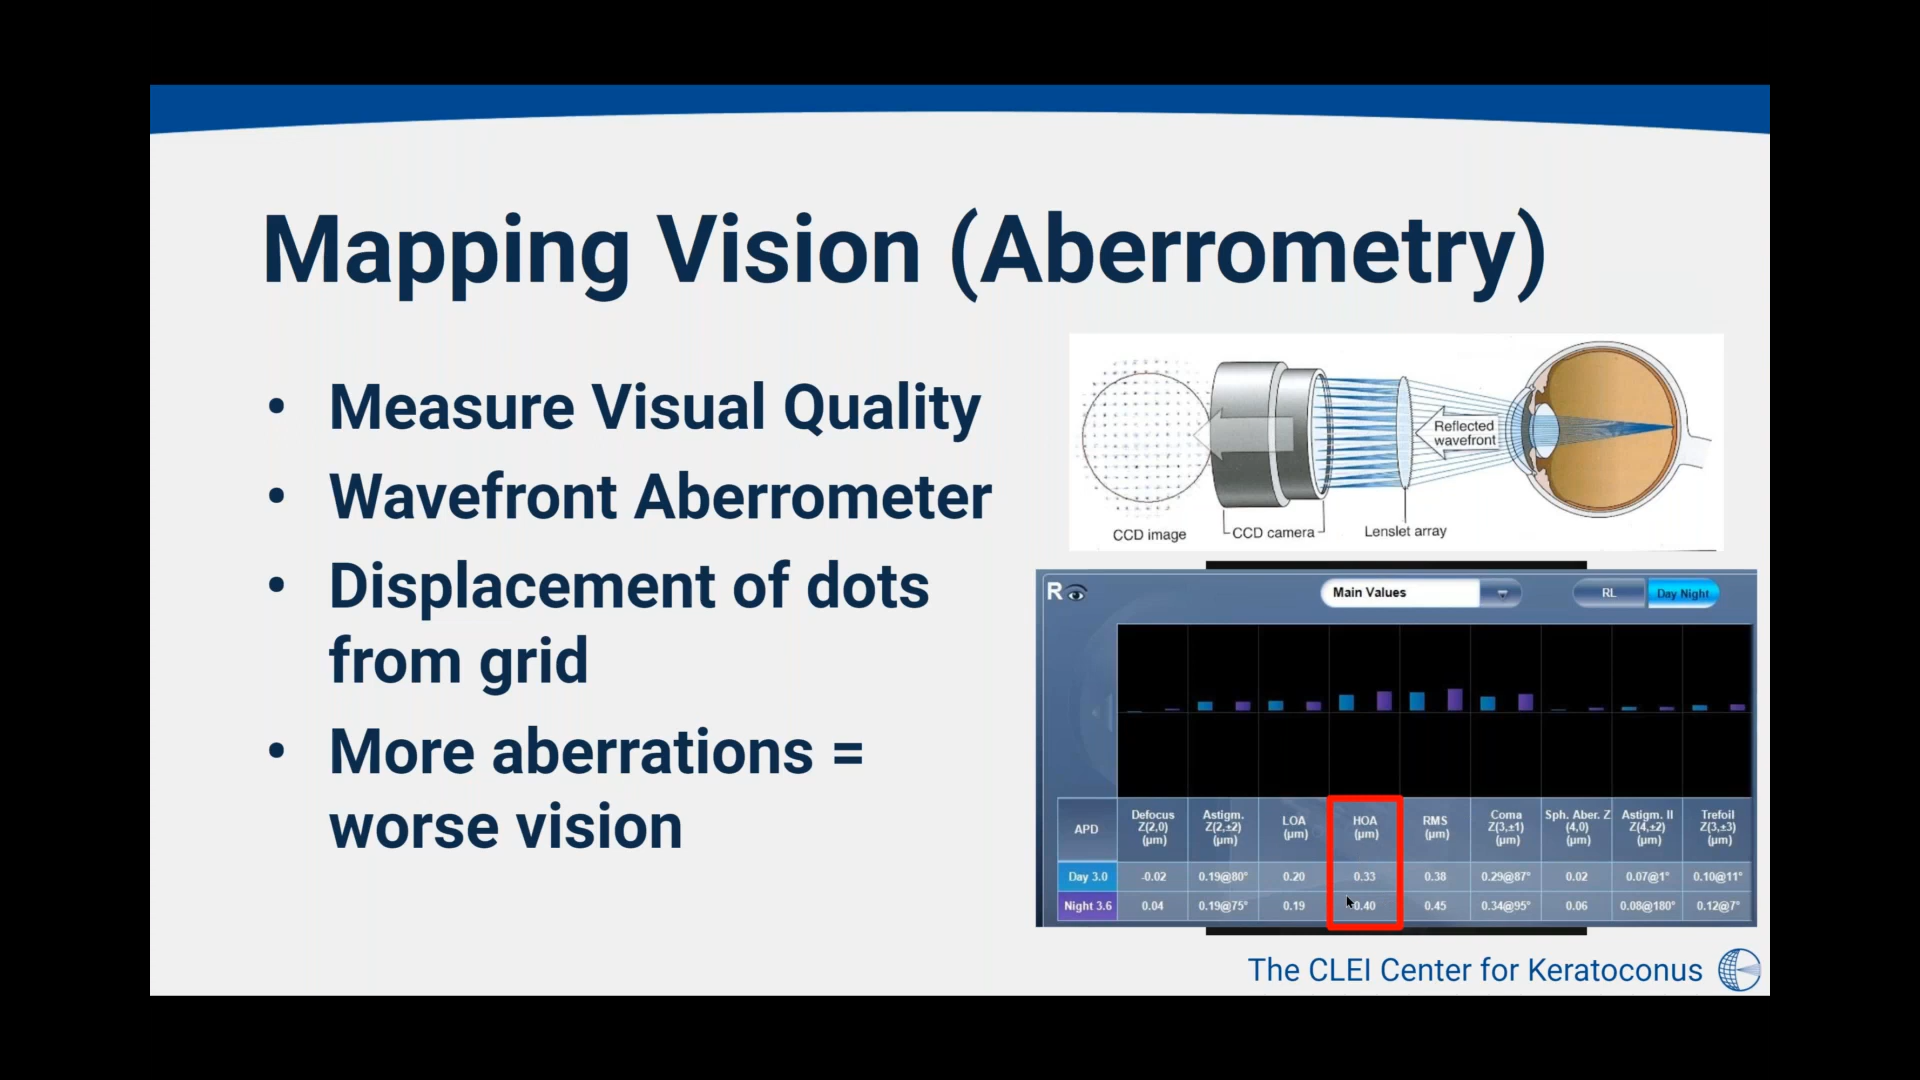 Mapping Vision (Aberrometry)
• Measure Visual Quality
• Wavefront Aberrometer
• Displacement of dots
from grid
• More aberrations =
worse vision
Reflected
wavefront
CCD image
CCD camera
Lenslet array
R
Main Values
RL
Day Night
APD
Defocus
Z(2,0)
(µm)
Astigm.
Z(2,±2)
(µm)
LOA
(µm)
HOA
(µm)
RMS
(µm)
Coma
Z(3,±1)
(µm)
Sph. Aber. Z
(4,0)
(µm)
Astigm. II
Z(4,±2)
(µm)
Trefoil
Z(3,±3)
(µm)
Day 3.0 -0.02 0.19@80° 0.20 0.33 0.38 0.29@87° 0.02 0.07@1° 0.10@11°
Night 3.6 0.04 0.19@75° 0.19 0.40 0.45 0.34@95° 0.06 0.08@180° 0.12@7°
The CLEI Center for Keratoconus